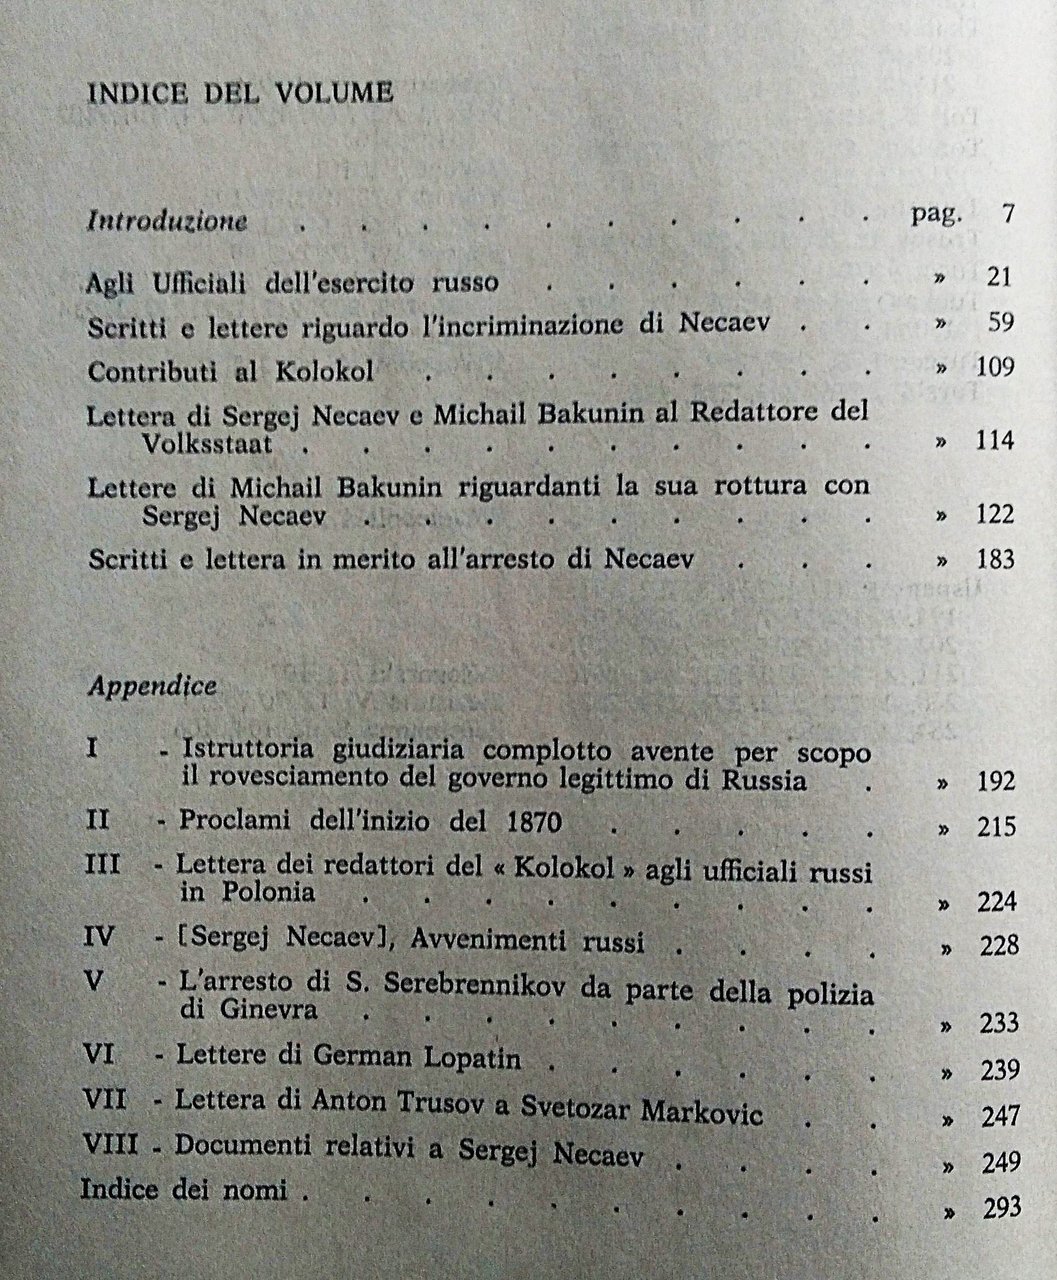 INDICE DEL VOLUME
Introduzione . . . . . . . . . . pag. 7
Agli Ufficiali dell'esercito russo . . . . . . » 21
Scritti e lettere riguardo l'incriminazione di Necaev . . » 59
Contributi al Kolokol . . . . . . . . » 109
Lettera di Sergej Necaev e Michail Bakunin al Redattore del
Volksstaat . . . . . . . . . . » 114
Lettere di Michail Bakunin riguardanti la sua rottura con
Sergej Necaev . . . . . . . . . » 122
Scritti e lettera in merito all'arresto di Necaev . . . » 183
Appendice
I - Istruttoria giudiziaria complotto avente per scopo
il rovesciamento del governo legittimo di Russia . » 192
II - Proclami dell'inizio del 1870 . . . . . » 215
III - Lettera dei redattori del « Kolokol » agli ufficiali russi
in Polonia . . . . . . . . . » 224
IV - [Sergej Necaev], Avvenimenti russi . . . . » 228
V - L'arresto di S. Serebrennikov da parte della polizia
di Ginevra . . . . . . . . . » 233
VI - Lettere di German Lopatin . . . . . . » 239
VII - Lettera di Anton Trusov a Svetozar Markovic . . » 247
VIII - Documenti relativi a Sergej Necaev . . . . » 249
Indice dei nomi . . . . . . . . . . » 293